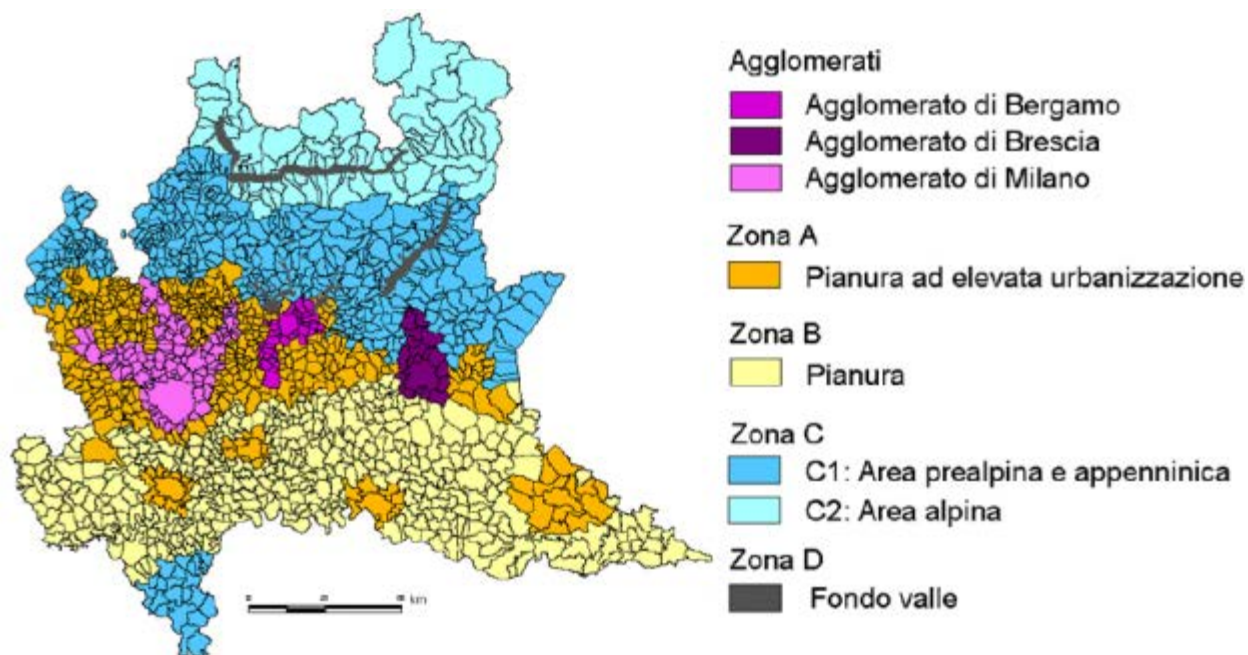 Agglomerati
Agglomerato di Bergamo
Agglomerato di Brescia
Agglomerato di Milano
Zona A
Pianura ad elevata urbanizzazione
Zona B
Pianura
Zona C
C1: Area prealpina e appenninica
C2: Area alpina
Zona D
Fondo valle
km